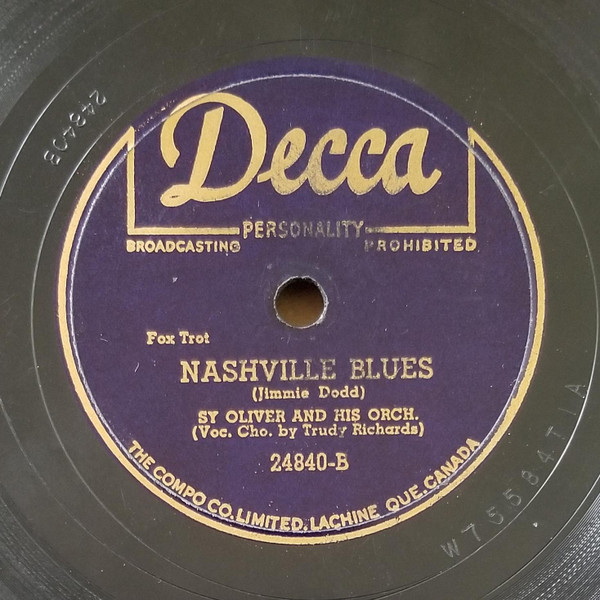 Decca
PERSONALITY
BROADCASTING PROHIBITED
Fox Trot
NASHVILLE BLUES
(Jimmie Dodd)
SY OLIVER AND HIS ORCH.
(Voc. Cho. by Trudy Richards)
24840-B
THE COMPO CO. LIMITED, LACHINE QUE. CANADA
24840B
W75584T1A